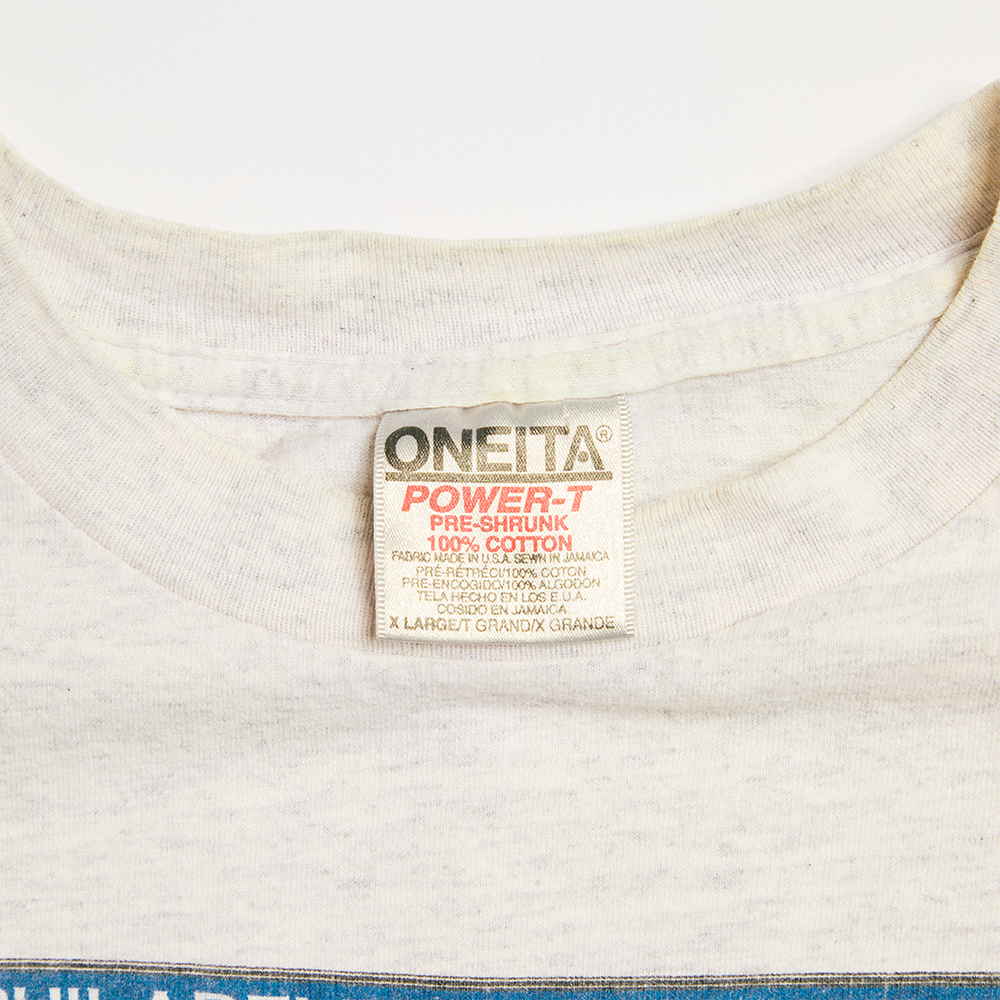 ONEITA®
POWER-T
PRE-SHRUNK
100% COTTON
FABRIC MADE IN U.S.A. SEWN IN JAMAICA
PRÉ-RÉTRÉCI/100% COTON
PRE-ENCOGIDO/100% ALGODON
TELA HECHO EN LOS E.U.A.
COSIDO EN JAMAICA
X LARGE/T GRAND/X GRANDE